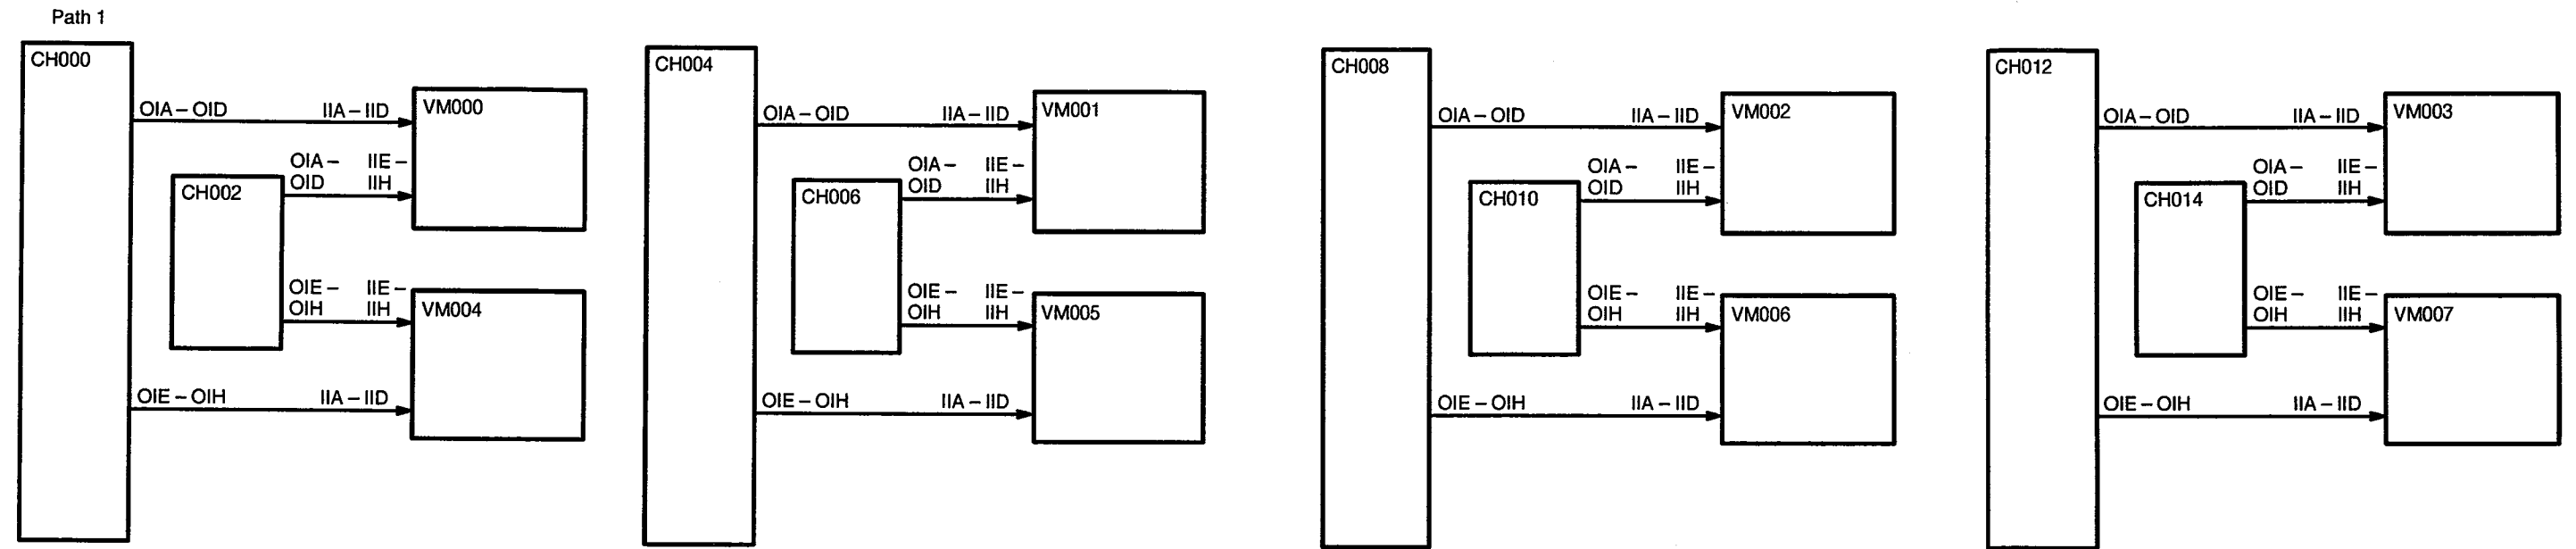 Path 1
CH000
OIA – OID IIA – IID
VM000
CH002
OIA – IIE –
OID IIH
OIE – IIE –
OIH IIH
VM004
OIE – OIH IIA – IID
CH004
OIA – OID IIA – IID
VM001
CH006
OIA – IIE –
OID IIH
OIE – IIE –
OIH IIH
VM005
OIE – OIH IIA – IID
CH008
OIA – OID IIA – IID
VM002
CH010
OIA – IIE –
OID IIH
OIE – IIE –
OIH IIH
VM006
OIE – OIH IIA – IID
CH012
OIA – OID IIA – IID
VM003
CH014
OIA – IIE –
OID IIH
OIE – IIE –
OIH IIH
VM007
OIE – OIH IIA – IID